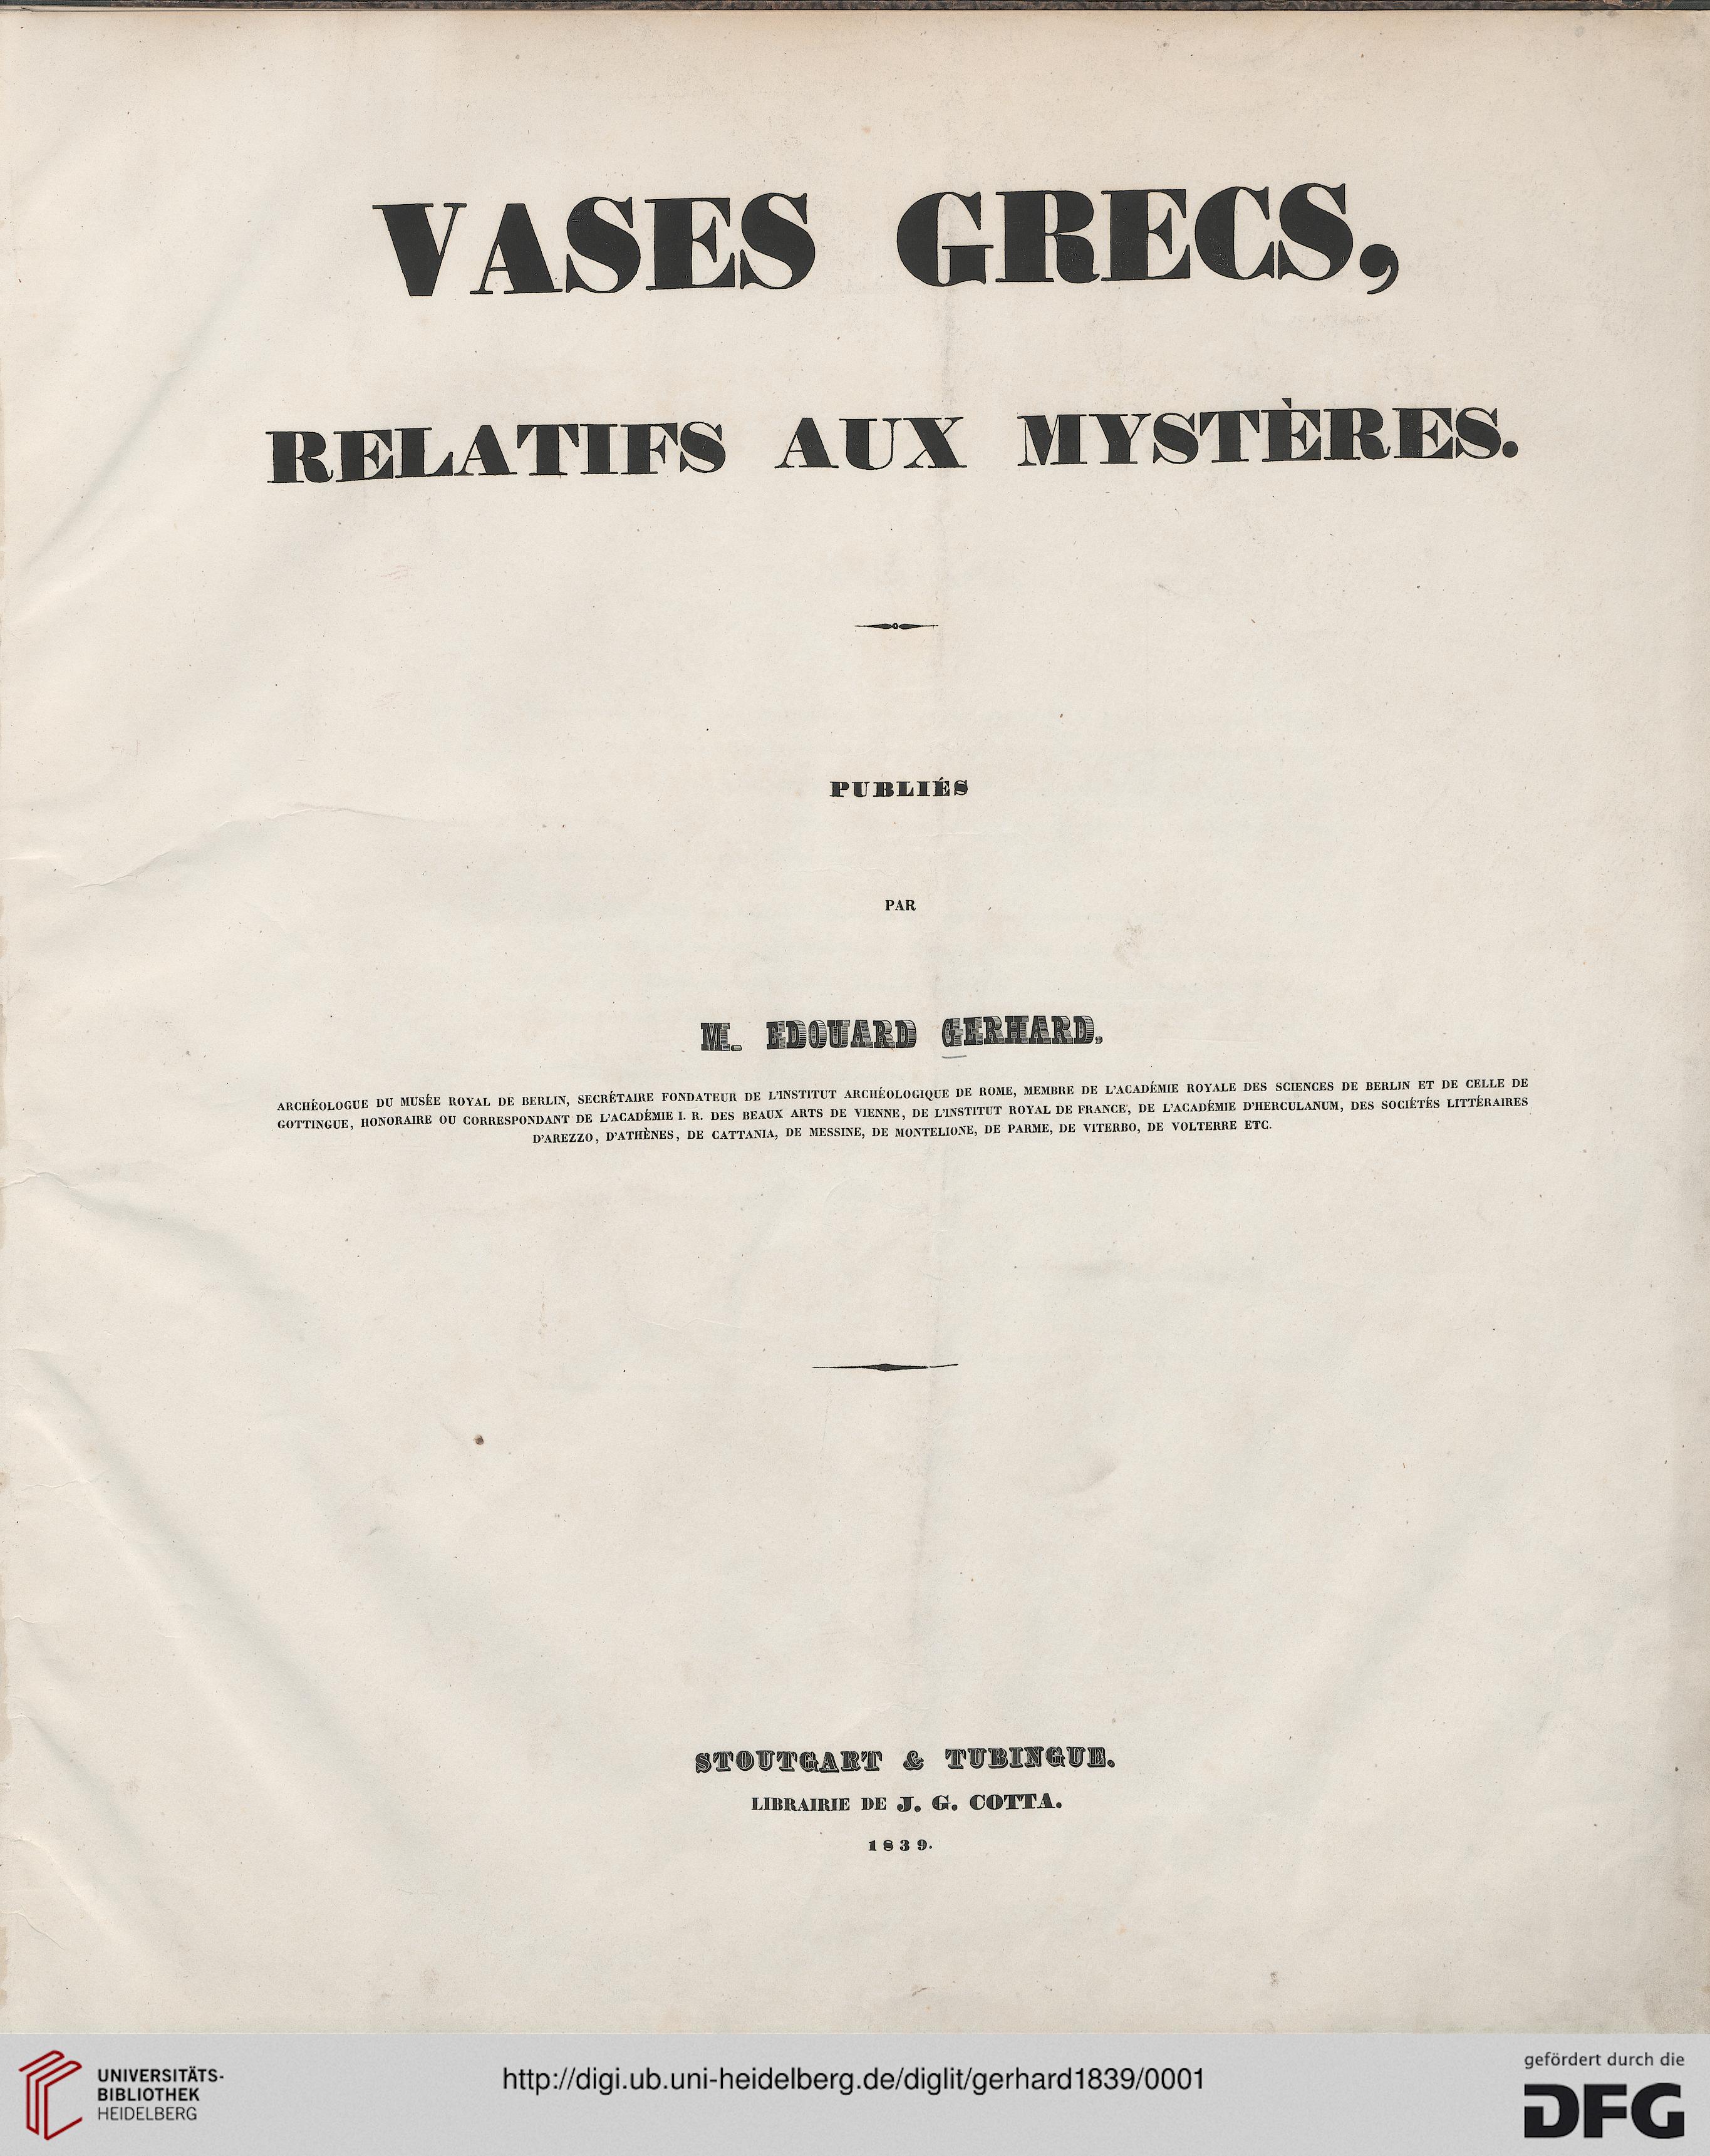 VASES GRECS,
RELATIFS AUX MYSTÈRES.
PUBLIÉS
PAR
M. EDOUARD GERHARD,
ARCHÉOLOGUE DU MUSÉE ROYAL DE BERLIN, SECRÉTAIRE FONDATEUR DE L'INSTITUT ARCHÉOLOGIQUE DE ROME, MEMBRE DE L'ACADÉMIE ROYALE DES SCIENCES DE BERLIN ET DE CELLE DE
GOTTINGUE, HONORAIRE OU CORRESPONDANT DE L'ACADÉMIE I. R. DES BEAUX ARTS DE VIENNE, DE L'INSTITUT ROYAL DE FRANCE, DE L'ACADÉMIE D'HERCULANUM, DES SOCIÉTÉS LITTÉRAIRES
D'AREZZO, D'ATHÈNES, DE CATTANIA, DE MESSINE, DE MONTELIONE, DE PARME, DE VITERBO, DE VOLTERRE ETC.
STOUTGART & TUBINGUE.
LIBRAIRIE DE J. G. COTTA.
1839.
UNIVERSITÄTS-
BIBLIOTHEK
HEIDELBERG
http://digi.ub.uni-heidelberg.de/diglit/gerhard1839/0001
gefördert durch die
DFG